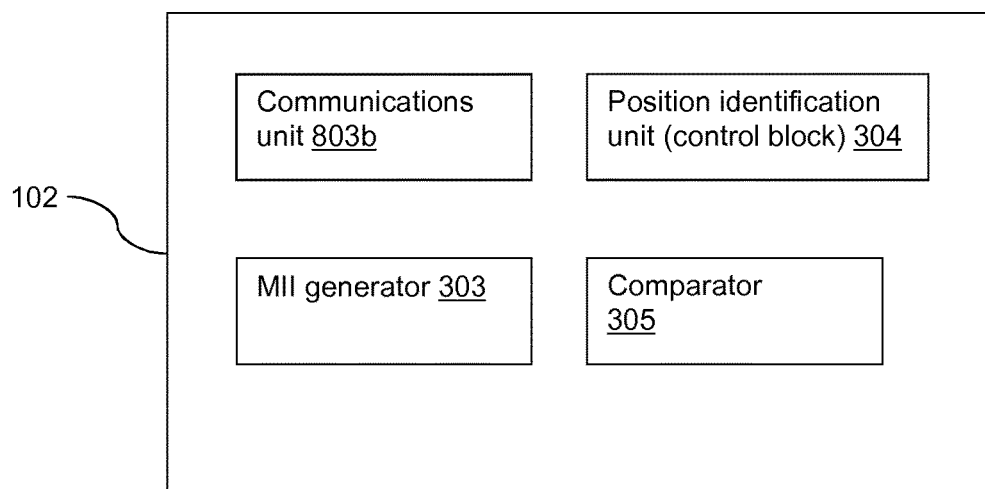 Communications
unit 803b
Position identification
unit (control block) 304
102
MII generator 303
Comparator
305